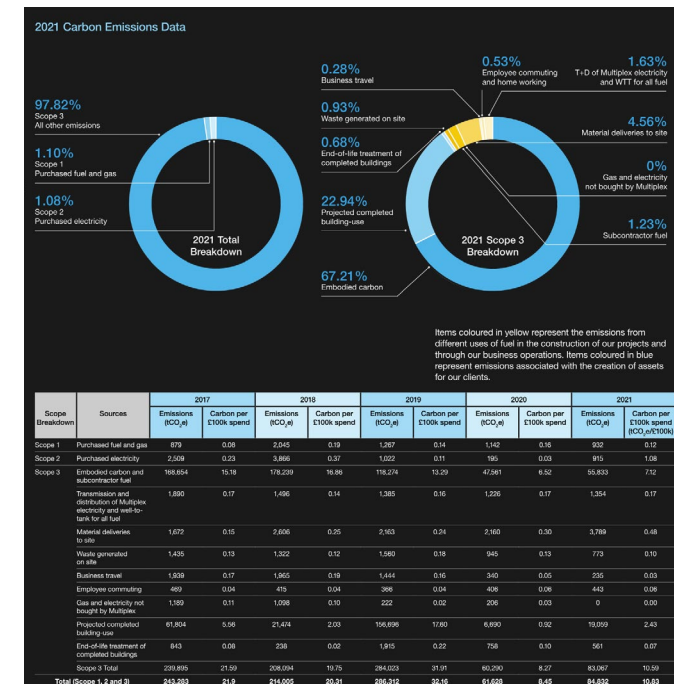 2021 Carbon Emissions Data
97.82%
Scope 3
All other emissions
1.10%
Scope 1
Purchased fuel and gas
1.08%
Scope 2
Purchased electricity
2021 Total
Breakdown
0.28%
Business travel
0.93%
Waste generated on site
0.68%
End-of-life treatment of
completed buildings
22.94%
Projected completed
building-use
67.21%
Embodied carbon
0.53%
Employee commuting
and home working
1.63%
T+D of Multiplex electricity
and WTT for all fuel
4.56%
Material deliveries to site
0%
Gas and electricity
not bought by Multiplex
1.23%
Subcontractor fuel
2021 Scope 3
Breakdown
Items coloured in yellow represent the emissions from
different uses of fuel in the construction of our projects and
through our business operations. Items coloured in blue
represent emissions associated with the creation of assets
for our clients.
2017 2018 2019 2020 2021
Scope Breakdown Sources Emissions (tCO₂e) Carbon per £100k spend Emissions (tCO₂e) Carbon per £100k spend Emissions (tCO₂e) Carbon per £100k spend Emissions (tCO₂e) Carbon per £100k spend Emissions (tCO₂e) Carbon per £100k spend (tCO₂e/£100k)
Scope 1 Purchased fuel and gas 879 0.08 2,045 0.19 1,267 0.14 1,142 0.16 932 0.12
Scope 2 Purchased electricity 2,509 0.23 3,866 0.37 1,022 0.11 195 0.03 915 1.08
Scope 3 Embodied carbon and subcontractor fuel 168,654 15.18 178,239 16.86 118,274 13.29 47,561 6.52 55,833 7.12
Transmission and distribution of Multiplex electricity and well-to-tank for all fuel 1,890 0.17 1,496 0.14 1,385 0.16 1,226 0.17 1,354 0.17
Material deliveries to site 1,672 0.15 2,606 0.25 2,163 0.24 2,160 0.30 3,789 0.48
Waste generated on site 1,435 0.13 1,322 0.12 1,560 0.18 945 0.13 773 0.10
Business travel 1,939 0.17 1,965 0.19 1,444 0.16 340 0.05 235 0.03
Employee commuting 469 0.04 415 0.04 366 0.04 406 0.06 443 0.06
Gas and electricity not bought by Multiplex 1,189 0.11 1,098 0.10 222 0.02 206 0.03 0 0.00
Projected completed building-use 61,804 5.56 21,474 2.03 156,696 17.60 6,690 0.92 19,059 2.43
End-of-life treatment of completed buildings 843 0.08 238 0.02 1,915 0.22 758 0.10 561 0.07
Scope 3 Total 239,895 21.59 208,094 19.75 284,023 31.91 60,290 8.27 83,067 10.59
Total (Scope 1, 2 and 3) 243,283 21.9 214,005 20.31 286,312 32.16 61,628 8.45 84,832 10.83